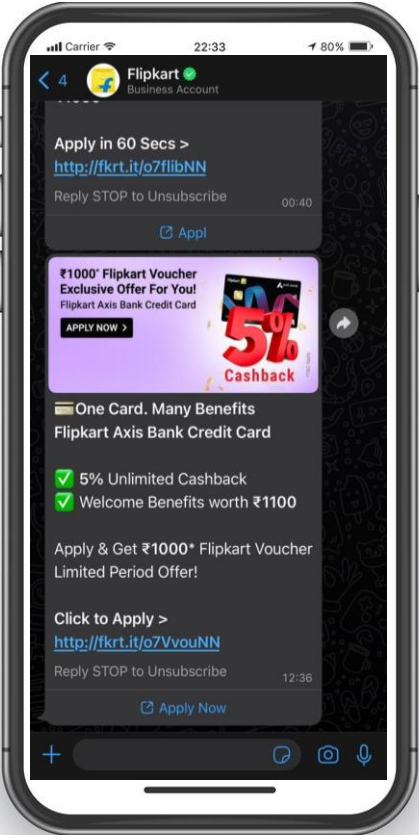 Carrier
22:33
80%
4
Flipkart
Business Account
Apply in 60 Secs >
http://fkrt.it/o7flibNN
Reply STOP to Unsubscribe
00:40
Appl
₹1000* Flipkart Voucher
Exclusive Offer For You!
Flipkart Axis Bank Credit Card
APPLY NOW >
5%
Cashback
One Card. Many Benefits
Flipkart Axis Bank Credit Card
5% Unlimited Cashback
Welcome Benefits worth ₹1100
Apply & Get ₹1000* Flipkart Voucher
Limited Period Offer!
Click to Apply >
http://fkrt.it/o7VvouNN
Reply STOP to Unsubscribe
12:36
Apply Now